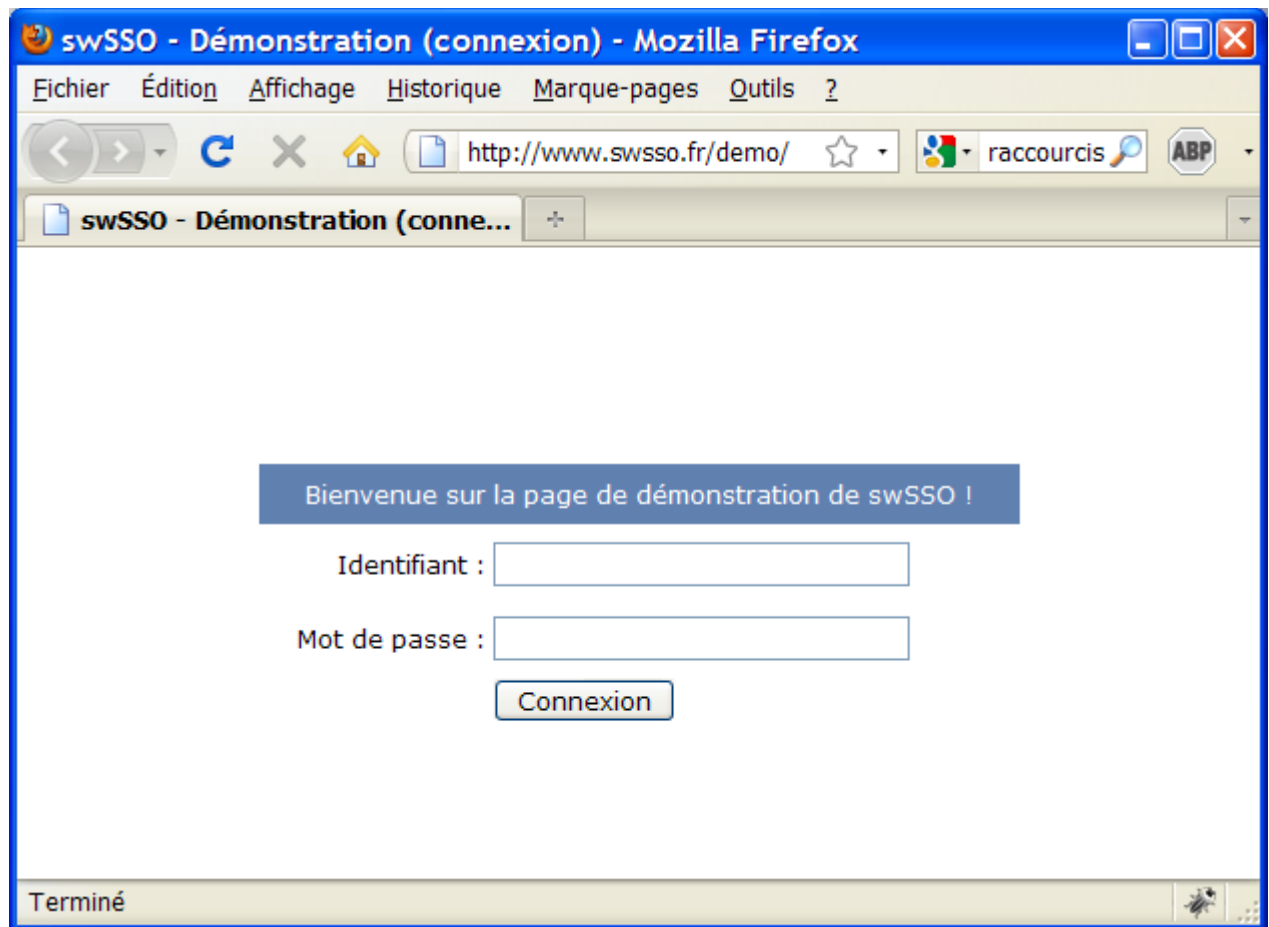 swSSO - Démonstration (connexion) - Mozilla Firefox
Fichier Édition Affichage Historique Marque-pages Outils ?
http://www.swsso.fr/demo/ raccourcis ABP
swSSO - Démonstration (conne...
Bienvenue sur la page de démonstration de swSSO !
Identifiant :
Mot de passe :
Connexion
Terminé